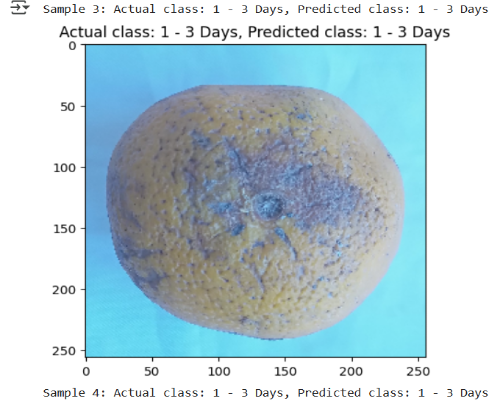 Sample 3: Actual class: 1 - 3 Days, Predicted class: 1 - 3 Days
Actual class: 1 - 3 Days, Predicted class: 1 - 3 Days
0
50
100
150
200
250
0 50 100 150 200 250
Sample 4: Actual class: 1 - 3 Days, Predicted class: 1 - 3 Days